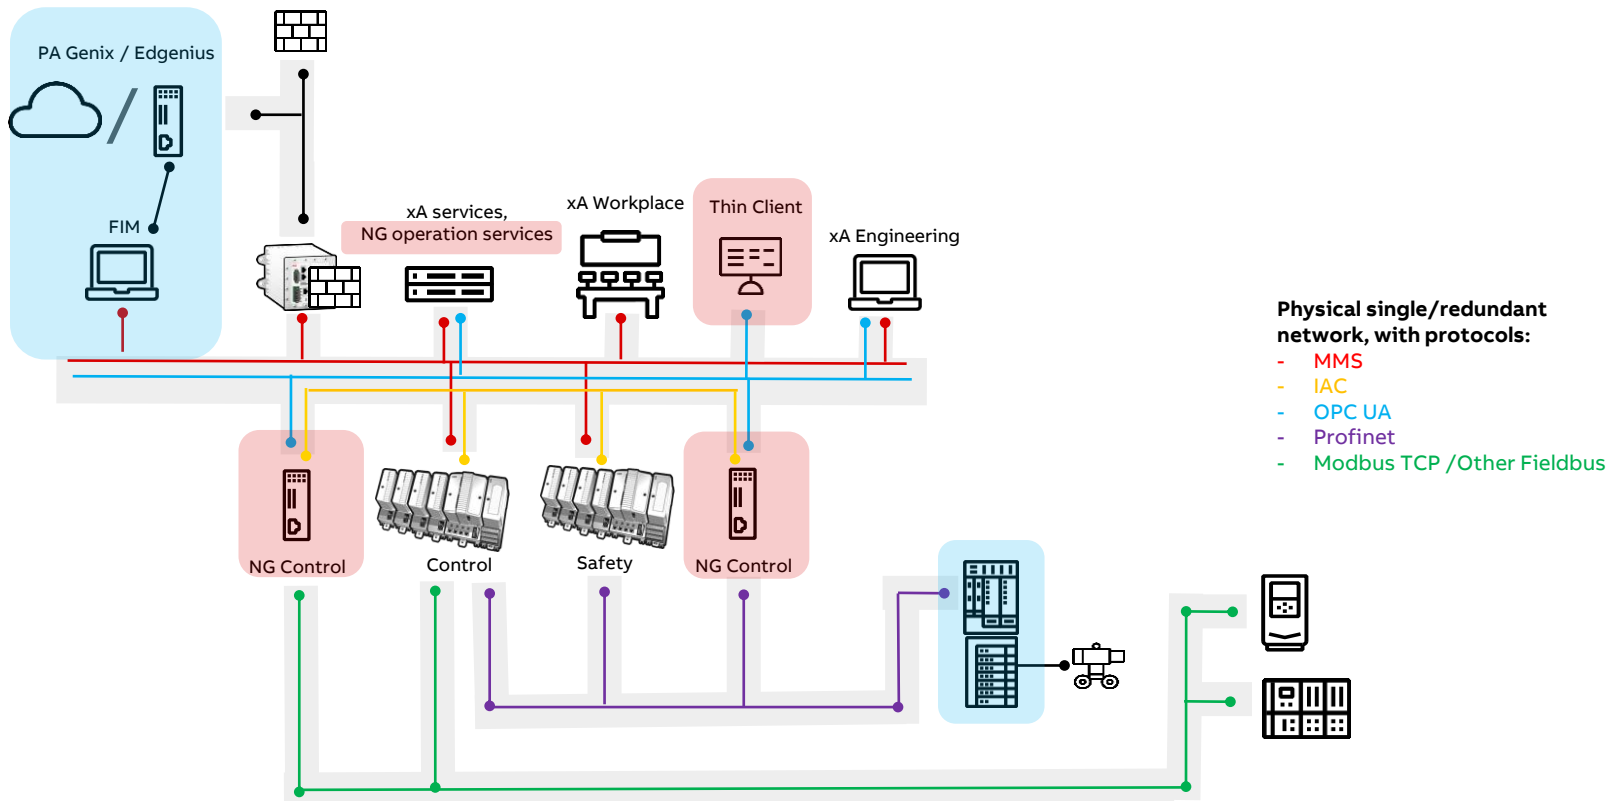 PA Genix / Edgenius
FIM
xA services,
NG operation services
xA Workplace
Thin Client
xA Engineering
Physical single/redundant
network, with protocols:
- MMS
- IAC
- OPC UA
- Profinet
- Modbus TCP /Other Fieldbus
NG Control
Control
Safety
NG Control